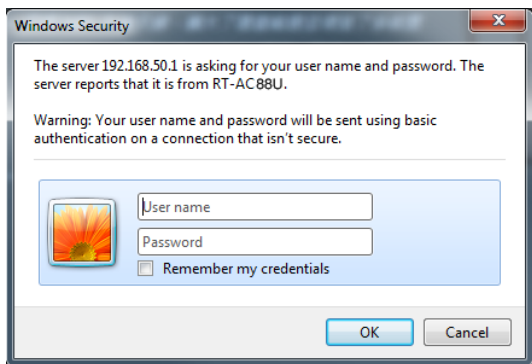 Windows Security
The server 192.168.50.1 is asking for your user name and password. The
server reports that it is from RT-AC88U.
Warning: Your user name and password will be sent using basic
authentication on a connection that isn't secure.
User name
Password
Remember my credentials
OK
Cancel